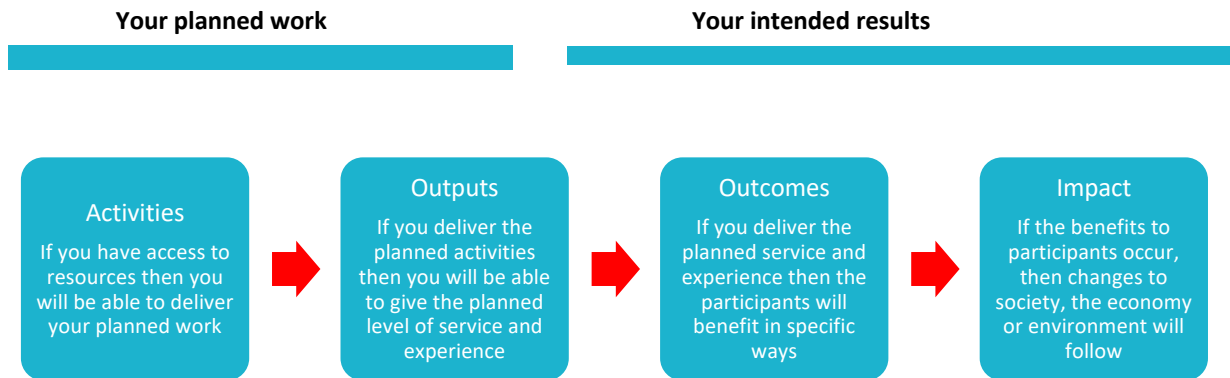 Your planned work
Your intended results
Activities
If you have access to
resources then you
will be able to deliver
your planned work
Outputs
If you deliver the
planned activities
then you will be able
to give the planned
level of service and
experience
Outcomes
If you deliver the
planned service and
experience then the
participants will
benefit in specific
ways
Impact
If the benefits to
participants occur,
then changes to
society, the economy
or environment will
follow